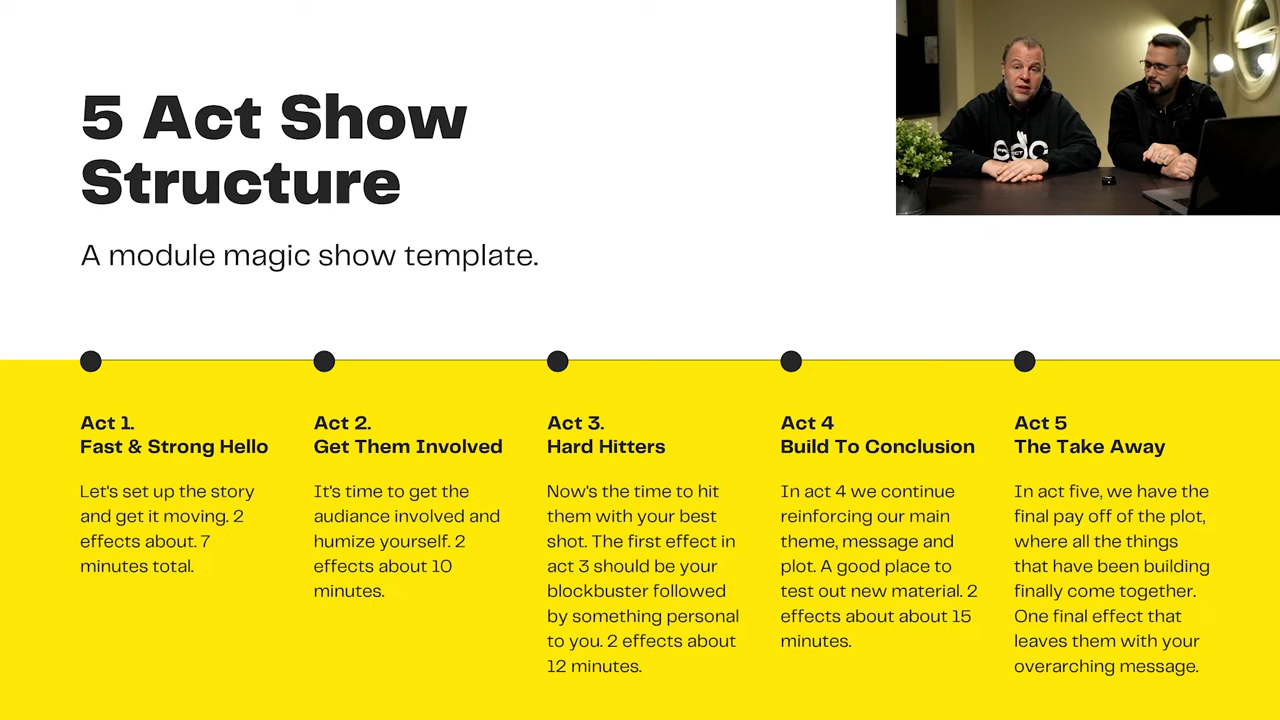 5 Act Show
Structure
A module magic show template.
Act 1.
Fast & Strong Hello
Let's set up the story
and get it moving. 2
effects about. 7
minutes total.
Act 2.
Get Them Involved
It's time to get the
audiance involved and
humize yourself. 2
effects about 10
minutes.
Act 3.
Hard Hitters
Now's the time to hit
them with your best
shot. The first effect in
act 3 should be your
blockbuster followed
by something personal
to you. 2 effects about
12 minutes.
Act 4
Build To Conclusion
In act 4 we continue
reinforcing our main
theme, message and
plot. A good place to
test out new material. 2
effects about about 15
minutes.
Act 5
The Take Away
In act five, we have the
final pay off of the plot,
where all the things
that have been building
finally come together.
One final effect that
leaves them with your
overarching message.